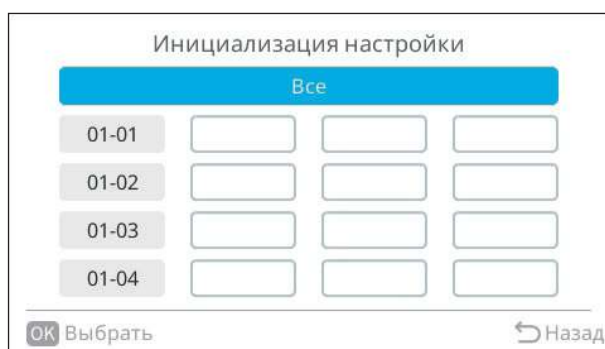 Инициализация настройки
Все
01-01
01-02
01-03
01-04
OK Выбрать
Назад